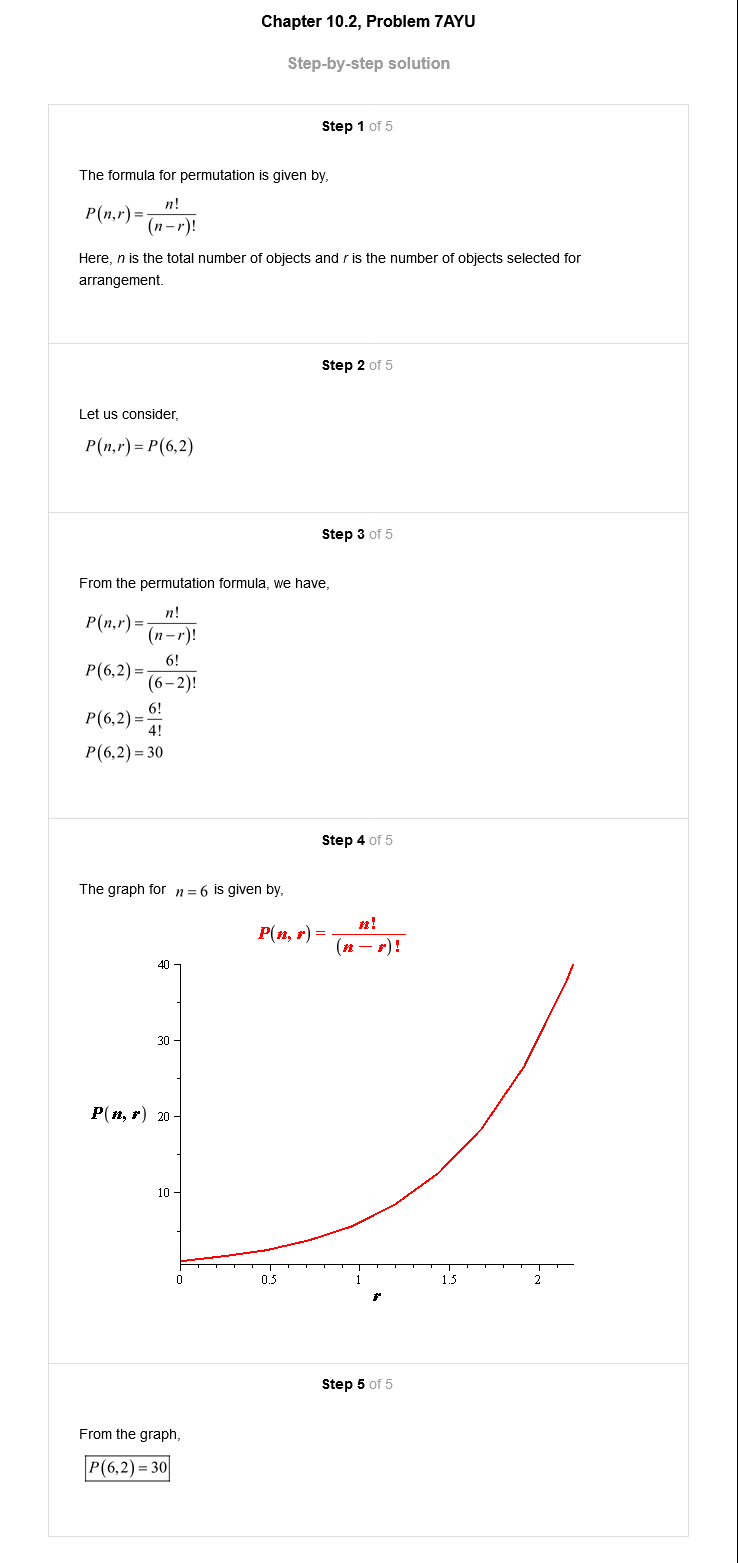 Chapter 10.2, Problem 7AYU
Step-by-step solution
Step 1 of 5
The formula for permutation is given by,
P(n,r) = n!/(n−r)!
Here, n is the total number of objects and r is the number of objects selected for
arrangement.
Step 2 of 5
Let us consider,
P(n,r) = P(6,2)
Step 3 of 5
From the permutation formula, we have,
P(n,r) = n!/(n−r)!
P(6,2) = 6!/(6−2)!
P(6,2) = 6!/4!
P(6,2) = 30
Step 4 of 5
The graph for n = 6 is given by,
P(n, r) = n!/(n − r)!
40
30
P(n, r) 20
10
0 0.5 1 1.5 2
r
Step 5 of 5
From the graph,
P(6,2) = 30